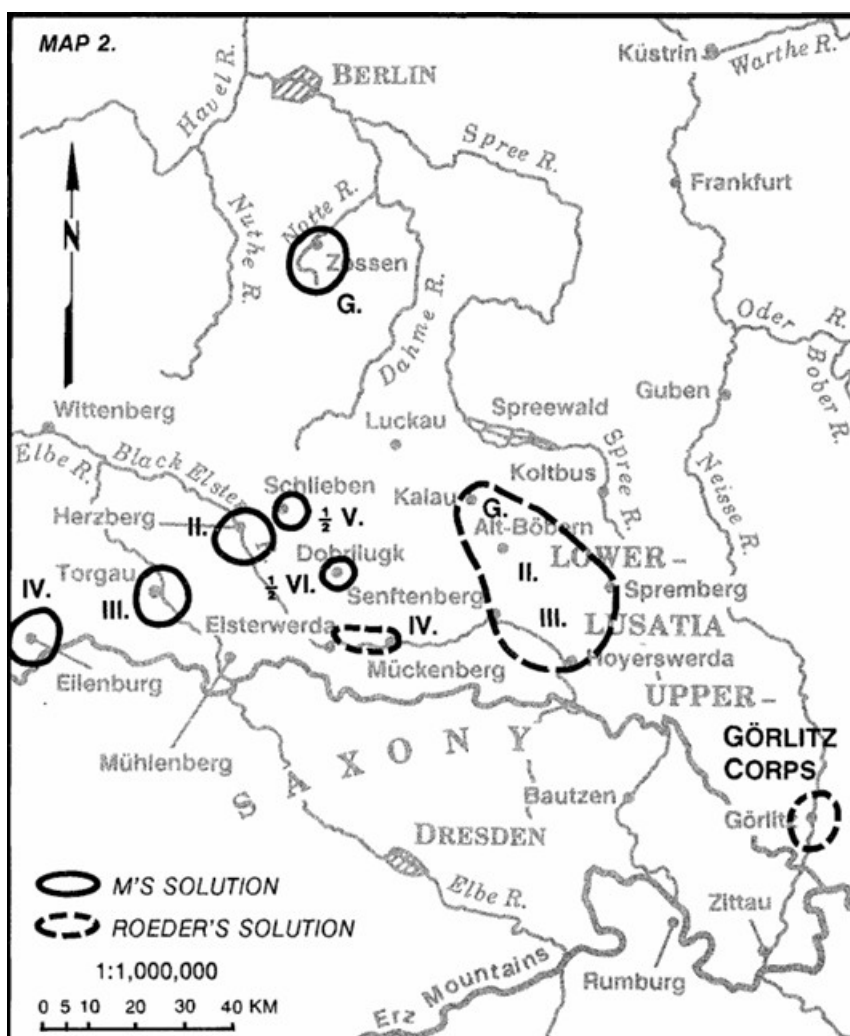 MAP 2.
Havel R.
BERLIN
Küstrin
Warthe R.
Spree R.
Frankfurt
N
Nuthe R.
Notte R.
Zossen
G.
Dahme R.
Oder R.
Bober R.
Guben
Wittenberg
Luckau
Spreewald
Elbe R.
Black Elster R.
Schlieben
½ V.
Kalau
G.
Koltbus
Spree R.
Neisse R.
Herzberg
II.
Alt-Böbern
Dobrilugk
½ VI.
II.
LOWER-
Torgau
III.
Senftenberg
III.
Spremberg
IV.
Elsterwerda
IV.
LUSATIA
Eilenburg
Mückenberg
Hoyerswerda
UPPER-
Mühlenberg
SAXONY
GÖRLITZ
CORPS
Bautzen
Görlitz
DRESDEN
Elbe R.
M'S SOLUTION
ROEDER'S SOLUTION
Zittau
1:1,000,000
Rumburg
0 5 10 20 40 KM
Erz Mountains